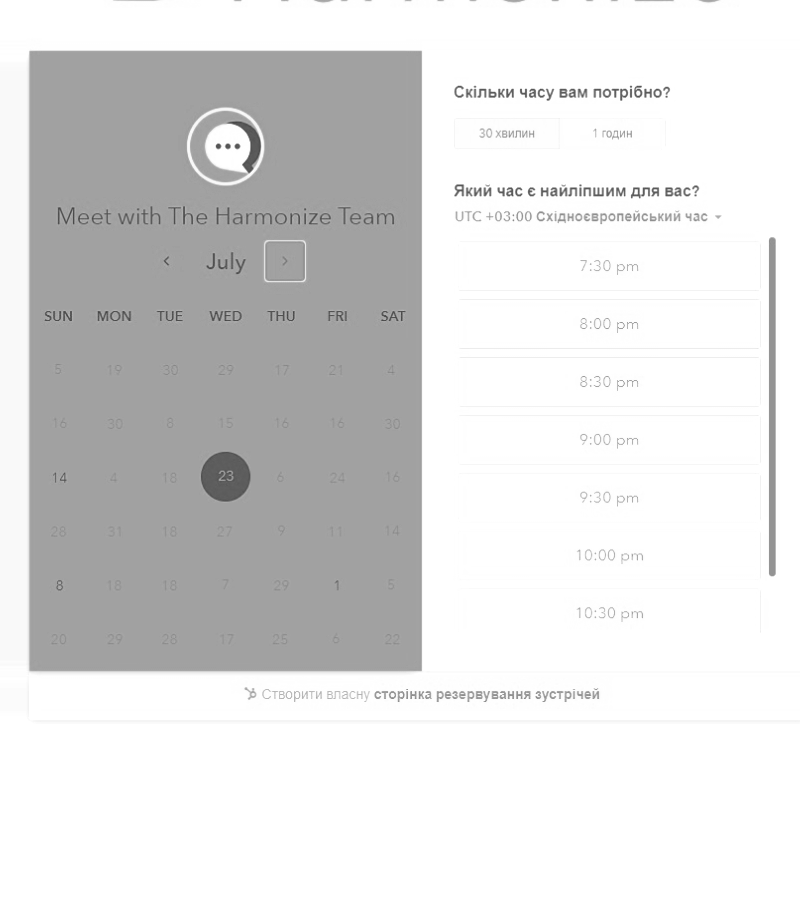 Meet with The Harmonize Team
July
SUN MON TUE WED THU FRI SAT
5 19 30 29 17 21 4
16 30 8 15 16 16 30
14 4 18 23 6 24 16
28 31 18 27 9 11 14
8 18 18 7 29 1 5
20 29 28 17 25 6 22
Скільки часу вам потрібно?
30 хвилин 1 годин
Який час є найліпшим для вас?
UTC +03:00 Східноєвропейський час
7:30 pm
8:00 pm
8:30 pm
9:00 pm
9:30 pm
10:00 pm
10:30 pm
Створити власну сторінка резервування зустрічей